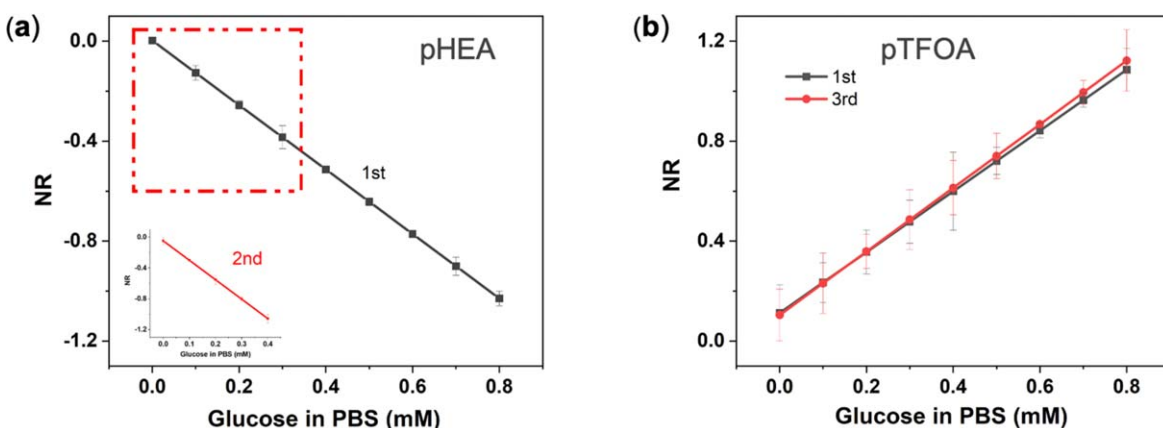 (a)
pHEA
0.0
-0.4
-0.8
-1.2
NR
1st
2nd
0.0
-0.4
-0.8
-1.2
NR
0.0 0.1 0.2 0.3 0.4
Glucose in PBS (mM)
0.0 0.2 0.4 0.6 0.8
Glucose in PBS (mM)
(b)
pTFOA
1st
3rd
1.2
0.8
0.4
0.0
NR
0.0 0.2 0.4 0.6 0.8
Glucose in PBS (mM)